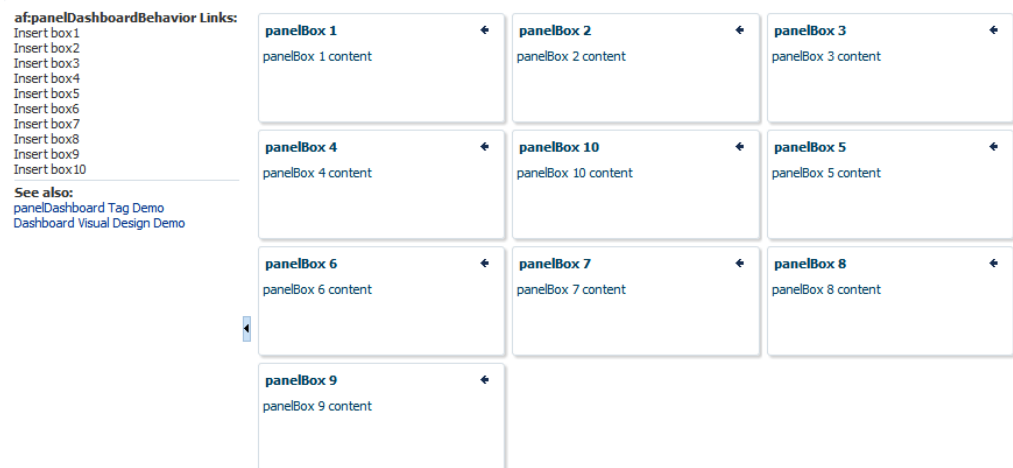 af:panelDashboardBehavior Links:
Insert box1
Insert box2
Insert box3
Insert box4
Insert box5
Insert box6
Insert box7
Insert box8
Insert box9
Insert box10
See also:
panelDashboard Tag Demo
Dashboard Visual Design Demo
panelBox 1
panelBox 1 content
panelBox 2
panelBox 2 content
panelBox 3
panelBox 3 content
panelBox 4
panelBox 4 content
panelBox 10
panelBox 10 content
panelBox 5
panelBox 5 content
panelBox 6
panelBox 6 content
panelBox 7
panelBox 7 content
panelBox 8
panelBox 8 content
panelBox 9
panelBox 9 content